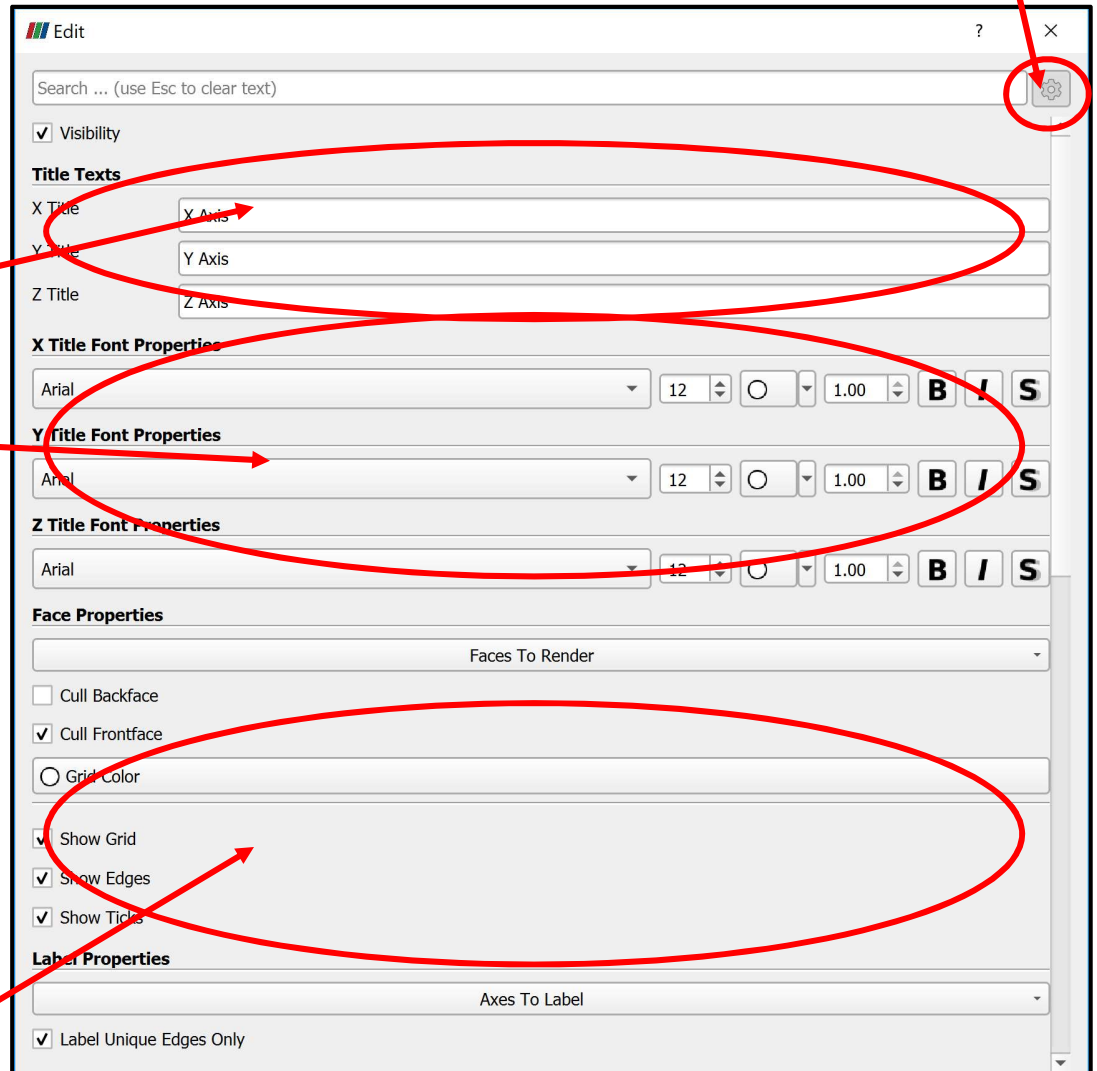 Edit ?
Search ... (use Esc to clear text)
Visibility
Title Texts
X Title X Axis
Y Title Y Axis
Z Title Z Axis
X Title Font Properties
Arial 12 1.00 B I S
Y Title Font Properties
Arial 12 1.00 B I S
Z Title Font Properties
Arial 12 1.00 B I S
Face Properties
Faces To Render
Cull Backface
Cull Frontface
Grid Color
Show Grid
Show Edges
Show Ticks
Label Properties
Axes To Label
Label Unique Edges Only